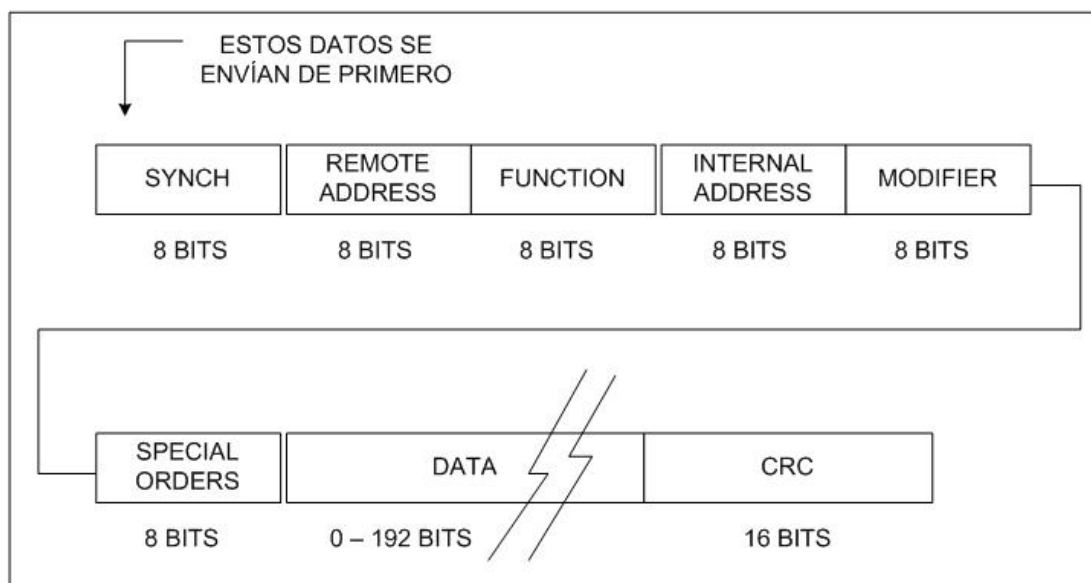 ESTOS DATOS SE
ENVÍAN DE PRIMERO
SYNCH
REMOTE
ADDRESS
FUNCTION
INTERNAL
ADDRESS
MODIFIER
8 BITS
8 BITS
8 BITS
8 BITS
8 BITS
SPECIAL
ORDERS
DATA
CRC
8 BITS
0 – 192 BITS
16 BITS